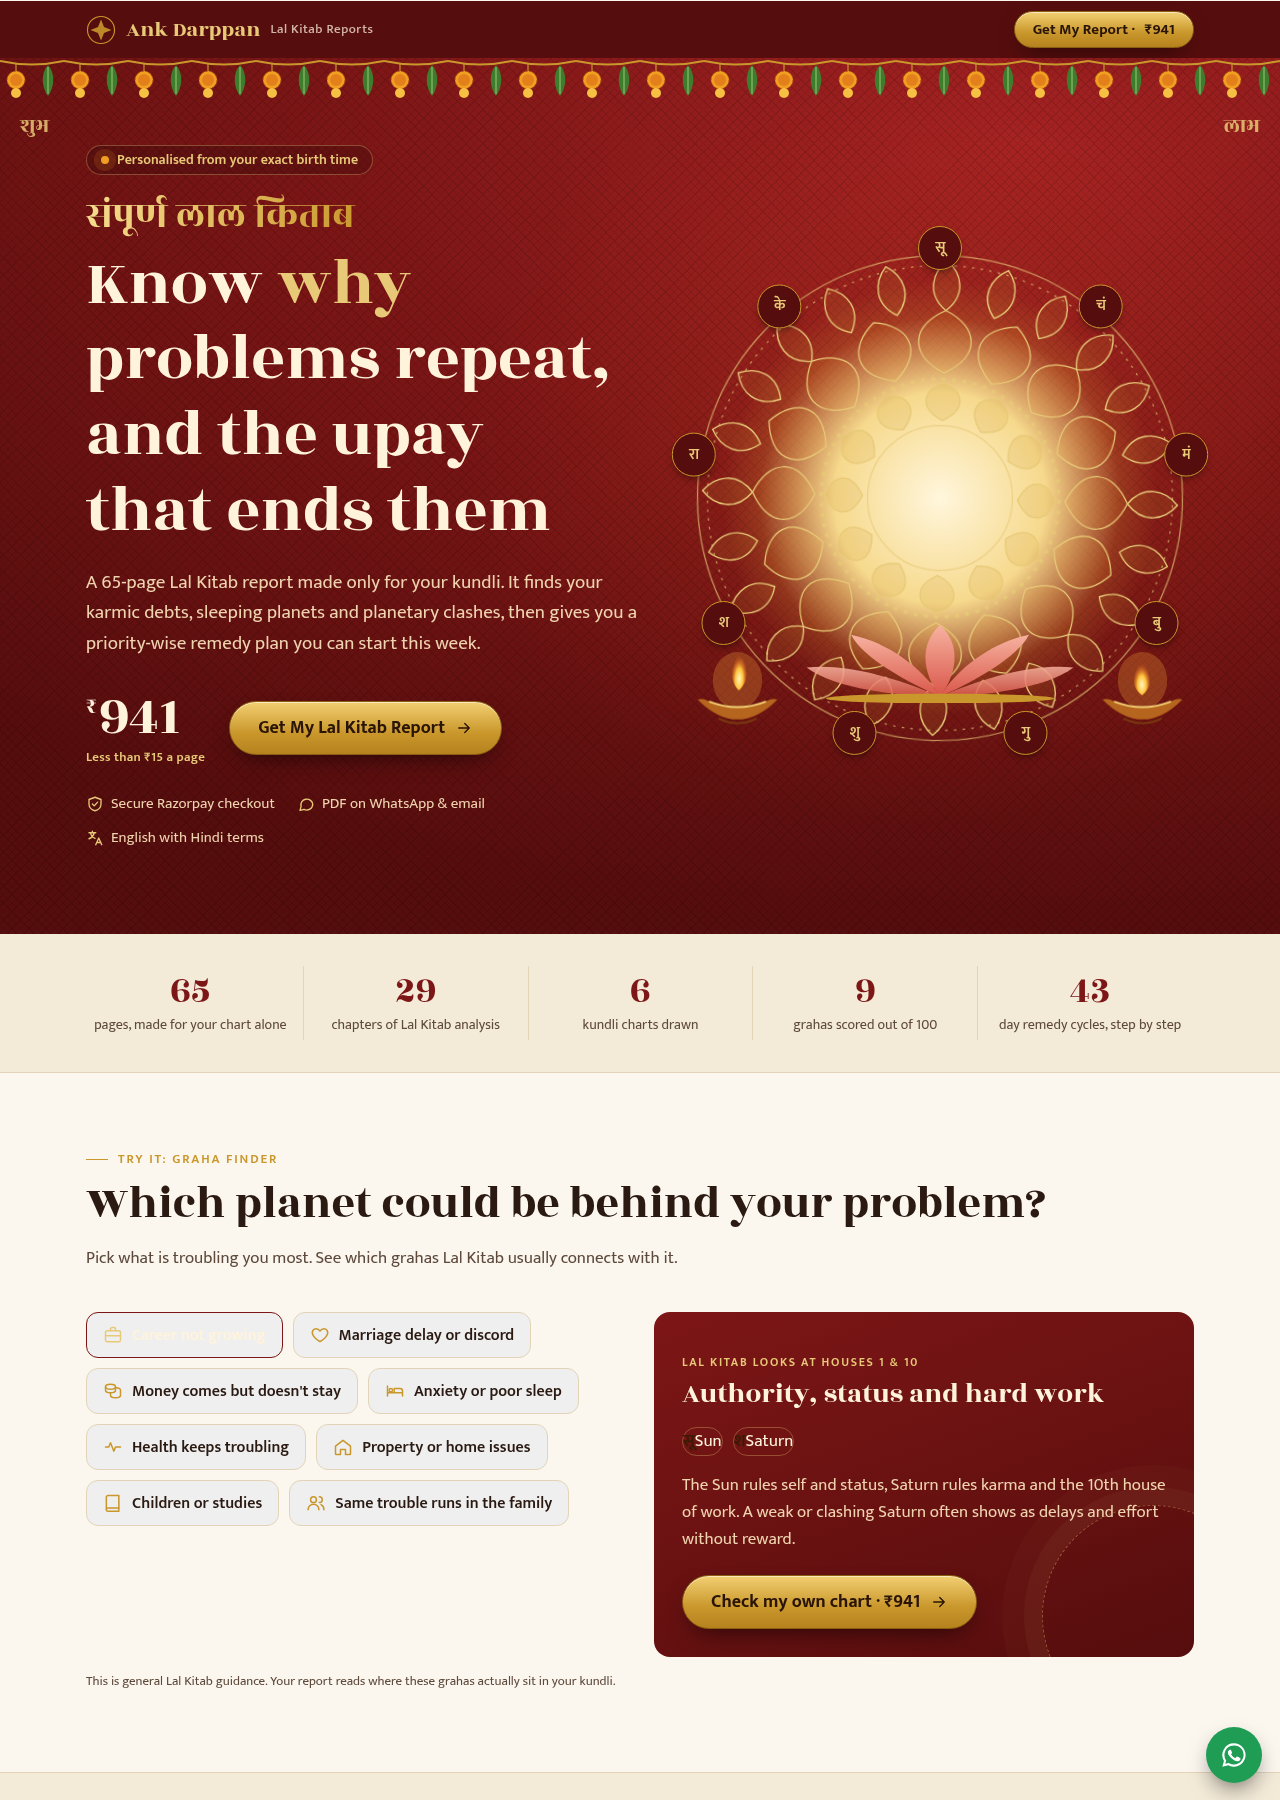 Ank Darppan Lal Kitab Reports
Get My Report · ₹941
शुभ
लाभ
Personalised from your exact birth time
संपूर्ण लाल किताब
Know why
problems repeat,
and the upay
that ends them
A 65-page Lal Kitab report made only for your kundli. It finds your
karmic debts, sleeping planets and planetary clashes, then gives you a
priority-wise remedy plan you can start this week.
₹941
Less than ₹15 a page
Get My Lal Kitab Report →
Secure Razorpay checkout
PDF on WhatsApp & email
English with Hindi terms
सू
चं
मं
बु
गु
शु
श
रा
के
65
pages, made for your chart alone
29
chapters of Lal Kitab analysis
6
kundli charts drawn
9
grahas scored out of 100
43
day remedy cycles, step by step
TRY IT: GRAHA FINDER
Which planet could be behind your problem?
Pick what is troubling you most. See which grahas Lal Kitab usually connects with it.
Career not growing
Marriage delay or discord
Money comes but doesn't stay
Anxiety or poor sleep
Health keeps troubling
Property or home issues
Children or studies
Same trouble runs in the family
LAL KITAB LOOKS AT HOUSES 1 & 10
Authority, status and hard work
Sun
Saturn
The Sun rules self and status, Saturn rules karma and the 10th house
of work. A weak or clashing Saturn often shows as delays and effort
without reward.
Check my own chart · ₹941 →
This is general Lal Kitab guidance. Your report reads where these grahas actually sit in your kundli.